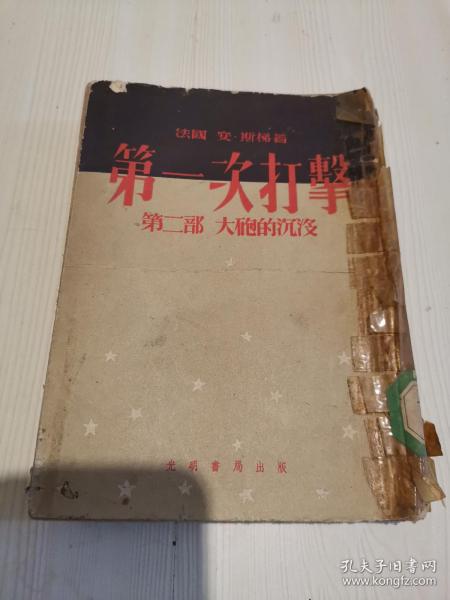 法國 安·斯梯著
第一次打擊
第二部 大砲的沉沒
光明書局出版
孔夫子旧书网
www.kongfz.com